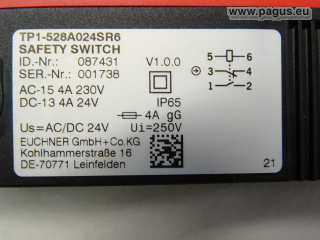 www.pagus.eu
TP1-528A024SR6
SAFETY SWITCH
ID.-Nr.: 087431 V1.0.0
SER.-Nr.: 001738
AC-15 4A 230V
DC-13 4A 24V IP65
4A gG
Us=AC/DC 24V Ui=250V
EUCHNER GmbH+Co.KG
Kohlhammerstraße 16
DE-70771 Leinfelden
5 6
3 4
1 2
21